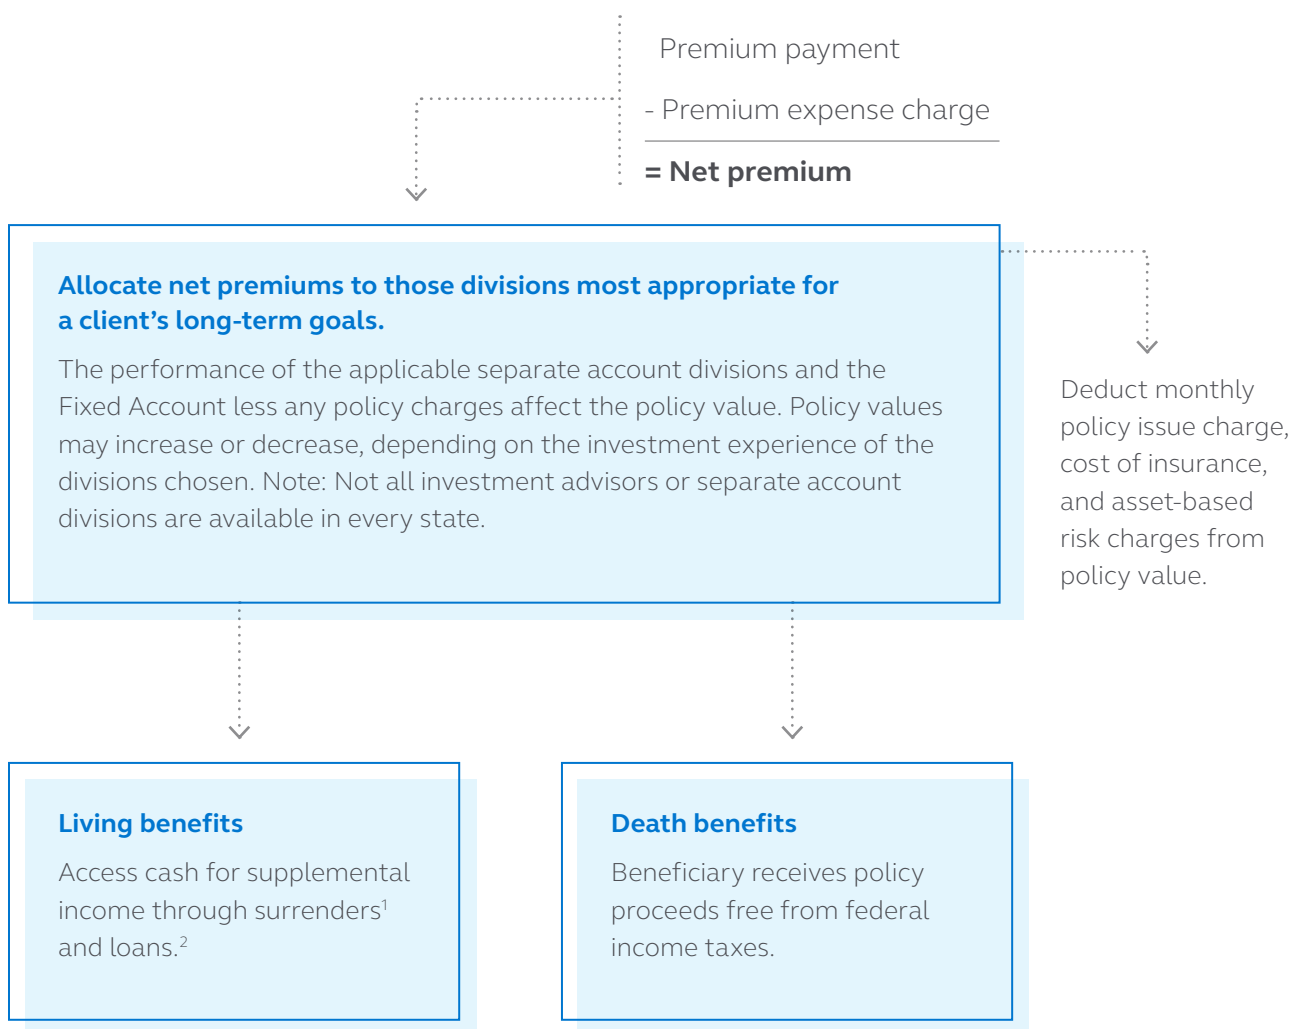 Premium payment
- Premium expense charge
= Net premium
Allocate net premiums to those divisions most appropriate for
a client’s long-term goals.
The performance of the applicable separate account divisions and the
Fixed Account less any policy charges affect the policy value. Policy values
may increase or decrease, depending on the investment experience of the
divisions chosen. Note: Not all investment advisors or separate account
divisions are available in every state.
Deduct monthly
policy issue charge,
cost of insurance,
and asset-based
risk charges from
policy value.
Living benefits
Access cash for supplemental
income through surrenders¹
and loans.²
Death benefits
Beneficiary receives policy
proceeds free from federal
income taxes.